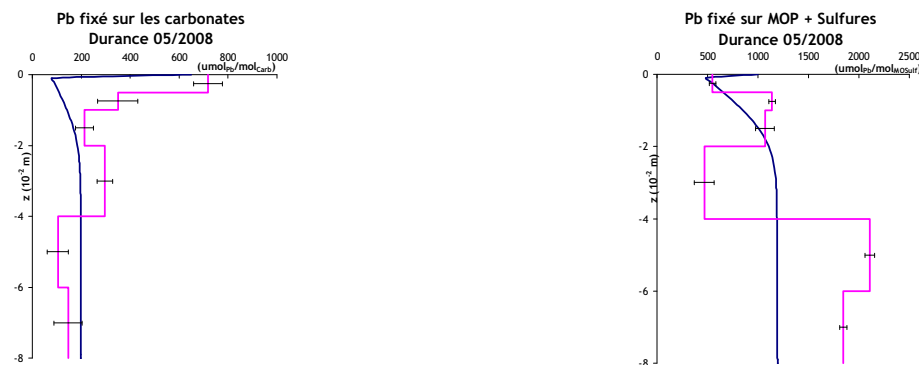 Pb fixé sur les carbonates
Durance 05/2008
0 200 400 600 800 1000
(umolPb/molCarb)
0
-2
-4
-6
-8
z (10-2 m)
Pb fixé sur MOP + Sulfures
Durance 05/2008
0 500 1000 1500 2000 2500
(umolPb/molMOSulf)
0
-2
-4
-6
-8
z (10-2 m)